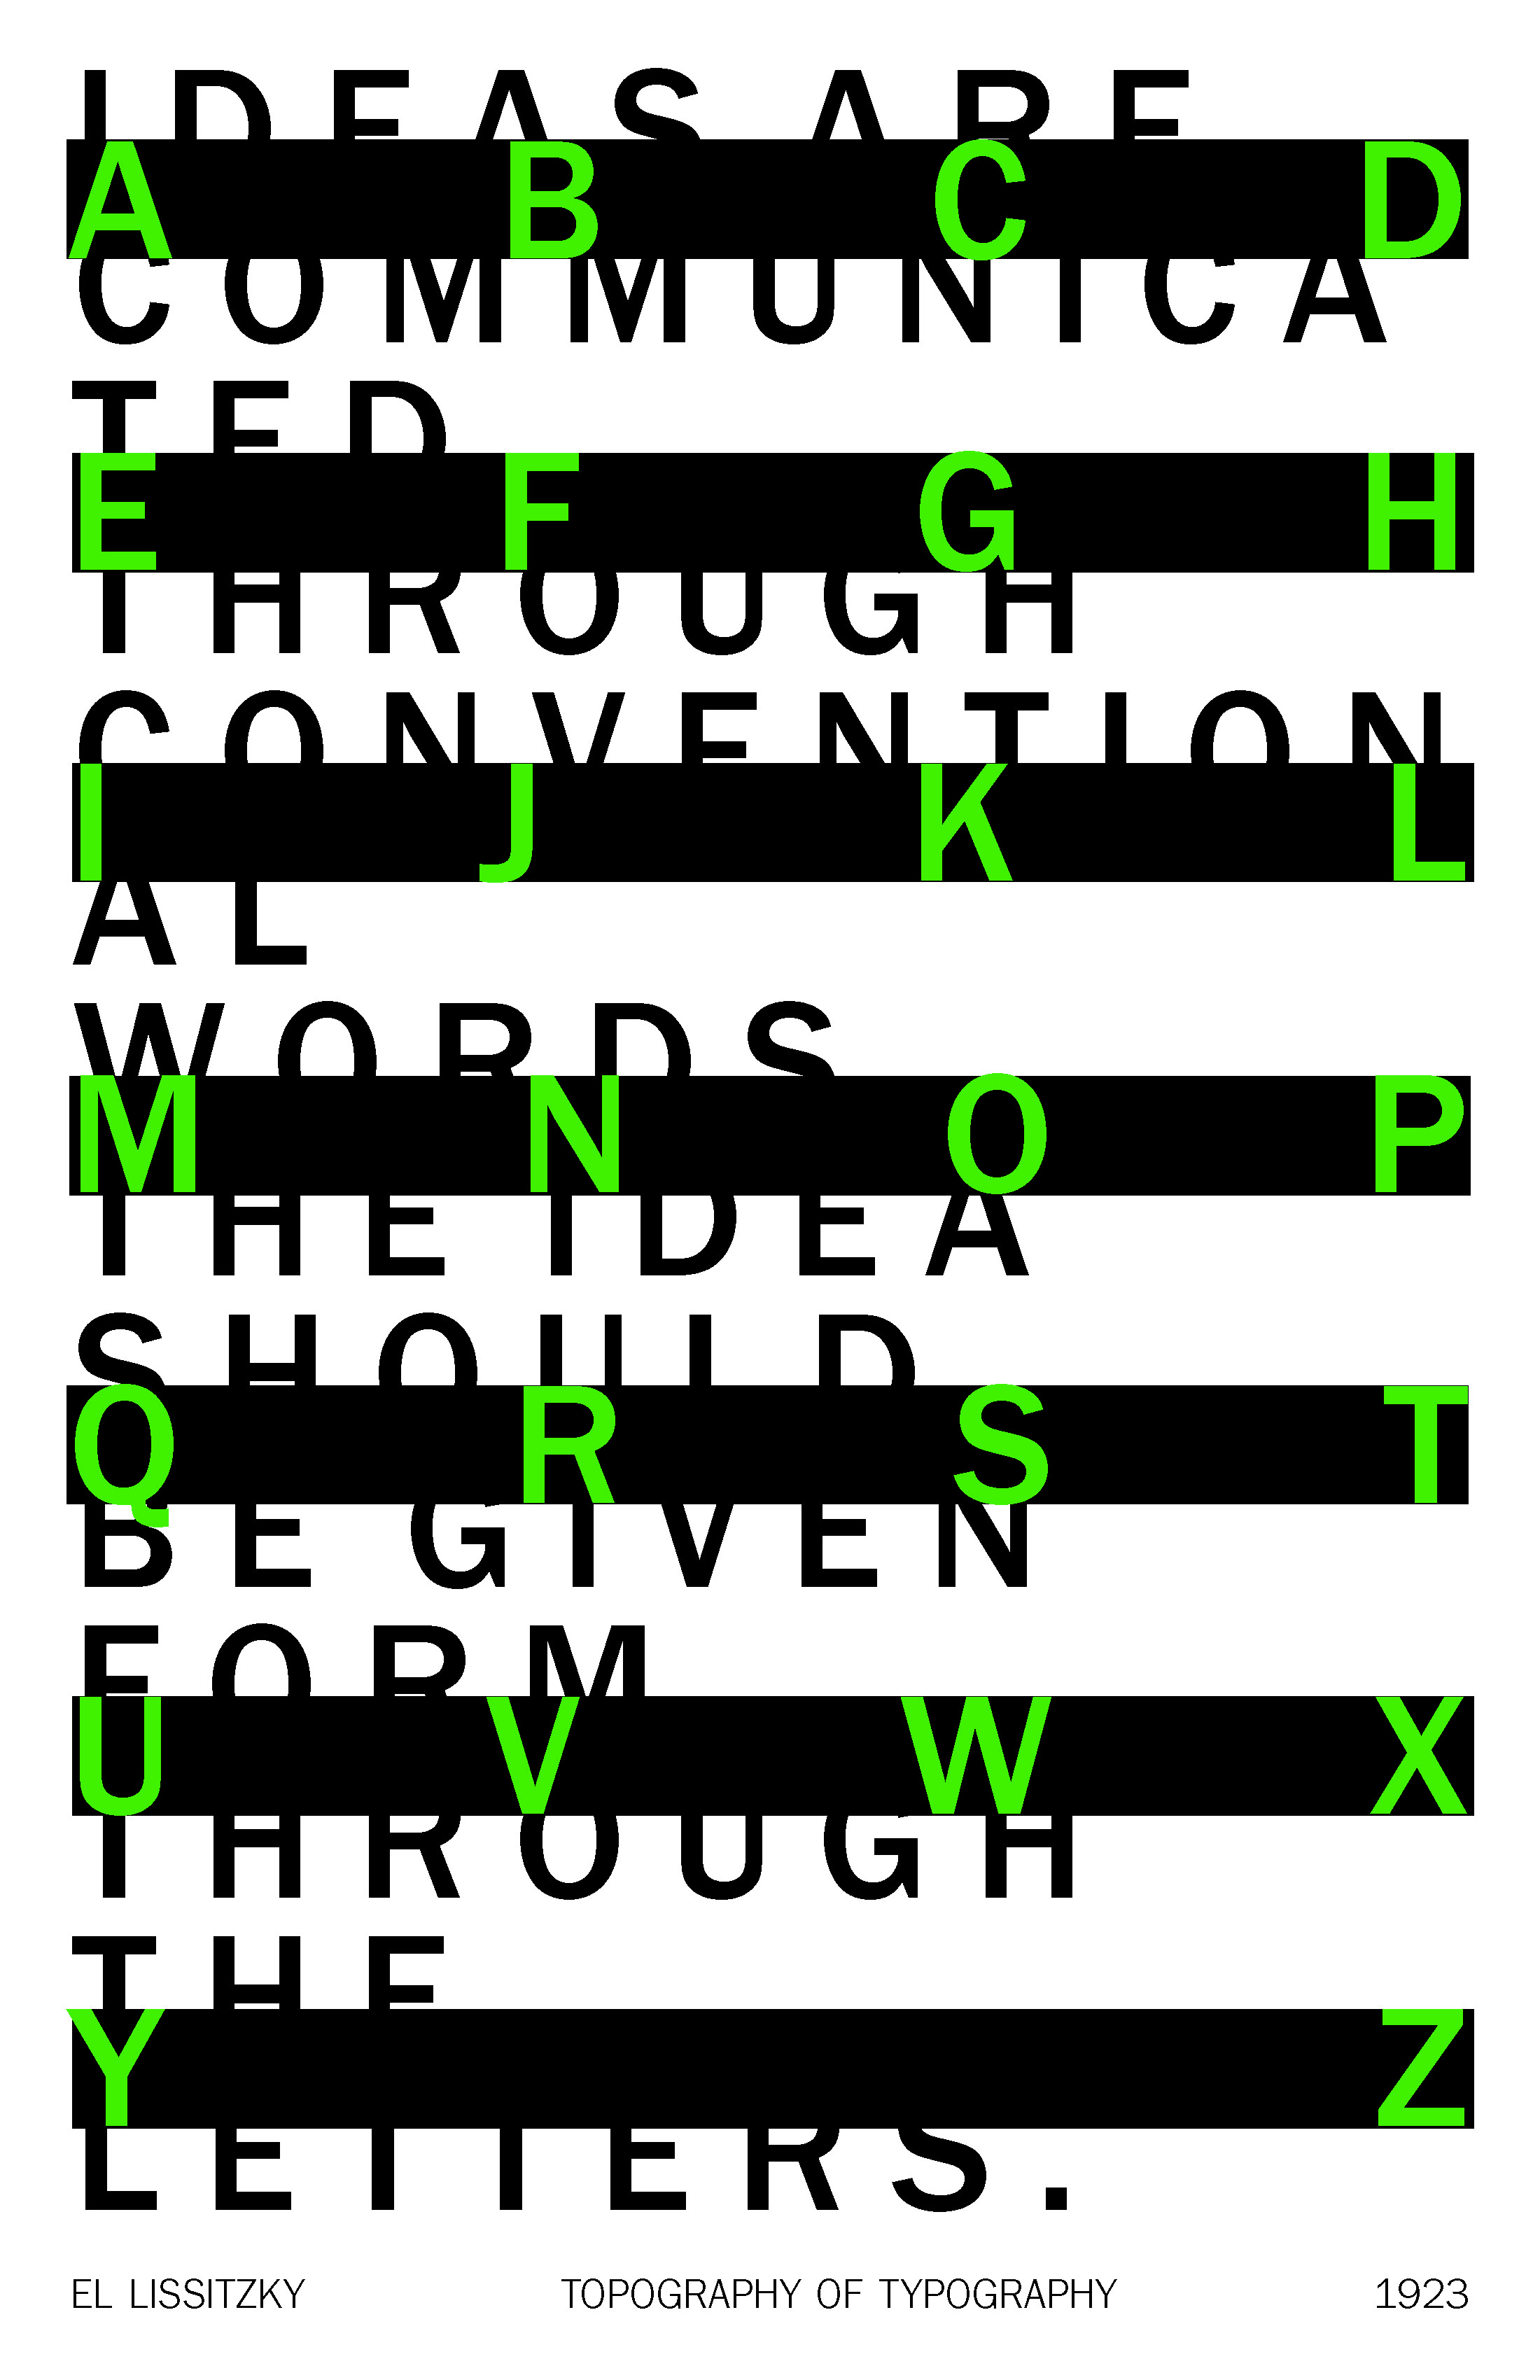 IDEAS ARE
A B C D
COMMUNICA
TED
E F G H
THROUGH
CONVENTION
I J K L
AL
WORDS
M N O P
THE IDEA
SHOULD
Q R S T
BE GIVEN
FORM
U V W X
THROUGH
THE
Y Z
LETTERS.
EL LISSITZKY TOPOGRAPHY OF TYPOGRAPHY 1923